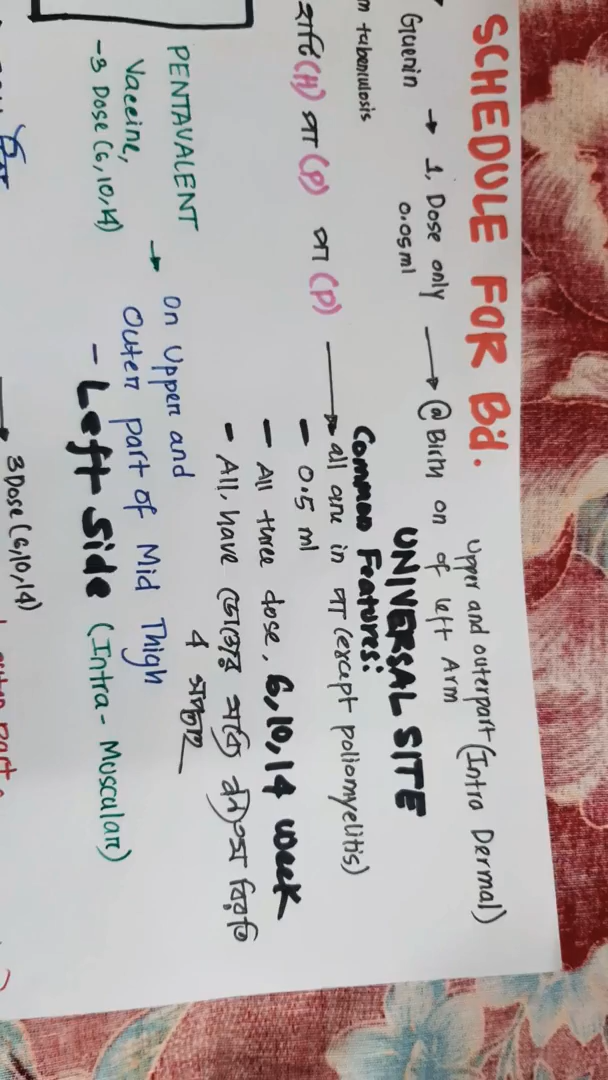 SCHEDULE FOR Bd.
Upper and outerpart (Intra Dermal)
Gluerin → 1. Dose only → @ Birth on of left Arm
0.05ml
UNIVERSAL SITE
m tuberculosis
Common Features:
(H) পা (P) পা (P) → all are in পা (except poliomyelitis)
- 0.5 ml
- All three dose, 6,10,14 week
- All, have ডোজের মধ্যে বিরতি
4 সপ্তাহ
PENTAVALENT → On Upper and
Vaccine, Outer part of Mid Thigh
-3 Dose (6,10,14) - Left side (Intra-Muscular)
3 Dose (6,10,14)